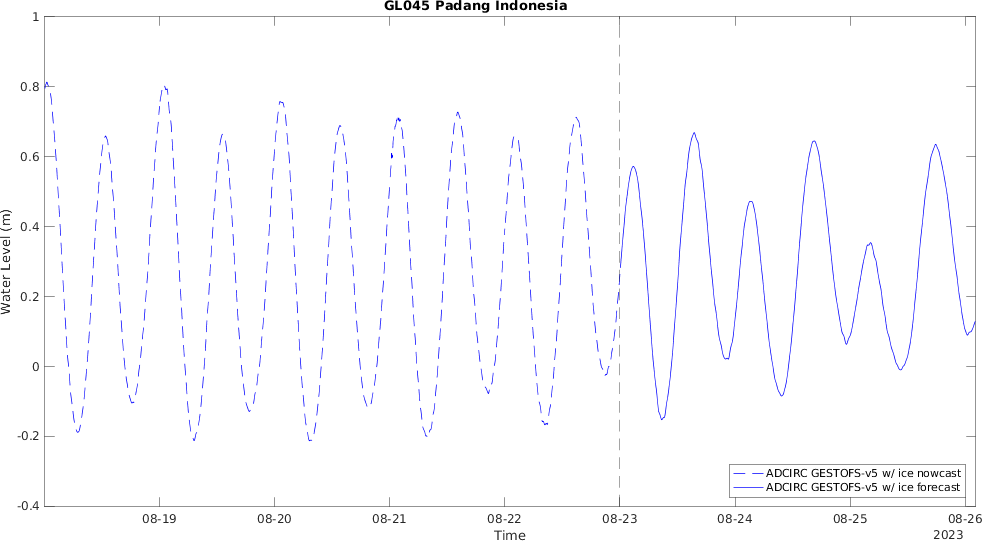 GL045 Padang Indonesia
1
0.8
0.6
0.4
0.2
0
-0.2
-0.4
Water Level (m)
08-19 08-20 08-21 08-22 08-23 08-24 08-25 08-26
Time
2023
ADCIRC GESTOFS-v5 w/ ice nowcast
ADCIRC GESTOFS-v5 w/ ice forecast